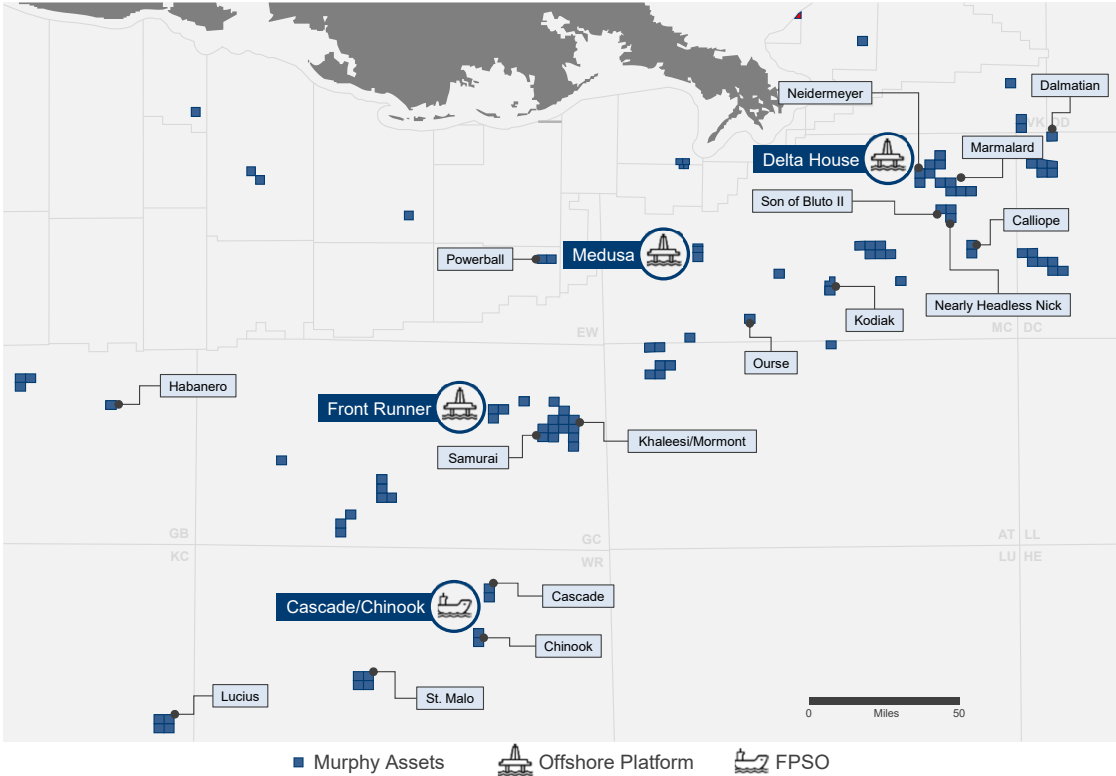 Dalmatian
Neidermeyer
VK DD
Marmalard
Delta House
Son of Bluto II
Calliope
Powerball
Medusa
Nearly Headless Nick
Kodiak
EW
MC DC
Ourse
Habanero
Front Runner
Khaleesi/Mormont
Samurai
GB
GC
AT LL
KC
WR
LU HE
Cascade/Chinook
Cascade
Chinook
Lucius
St. Malo
0 Miles 50
Murphy Assets
Offshore Platform
FPSO